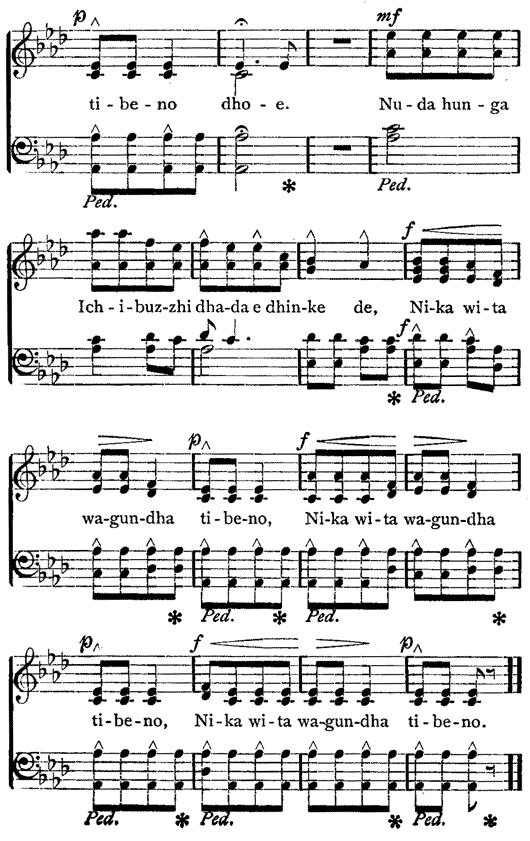 p mf
ti - be - no dho - e. Nu - da hun - ga
Ped. * Ped.
f
Ich - i - buz - zhi dha - da e dhin - ke de, Ni - ka wi - ta
f
* Ped.
p f
wa - gun - dha ti - be - no, Ni - ka wi - ta wa - gun - dha
* Ped. * Ped. *
p f p
ti - be - no, Ni - ka wi - ta wa - gun - dha ti - be - no.
Ped. * Ped. * Ped. *